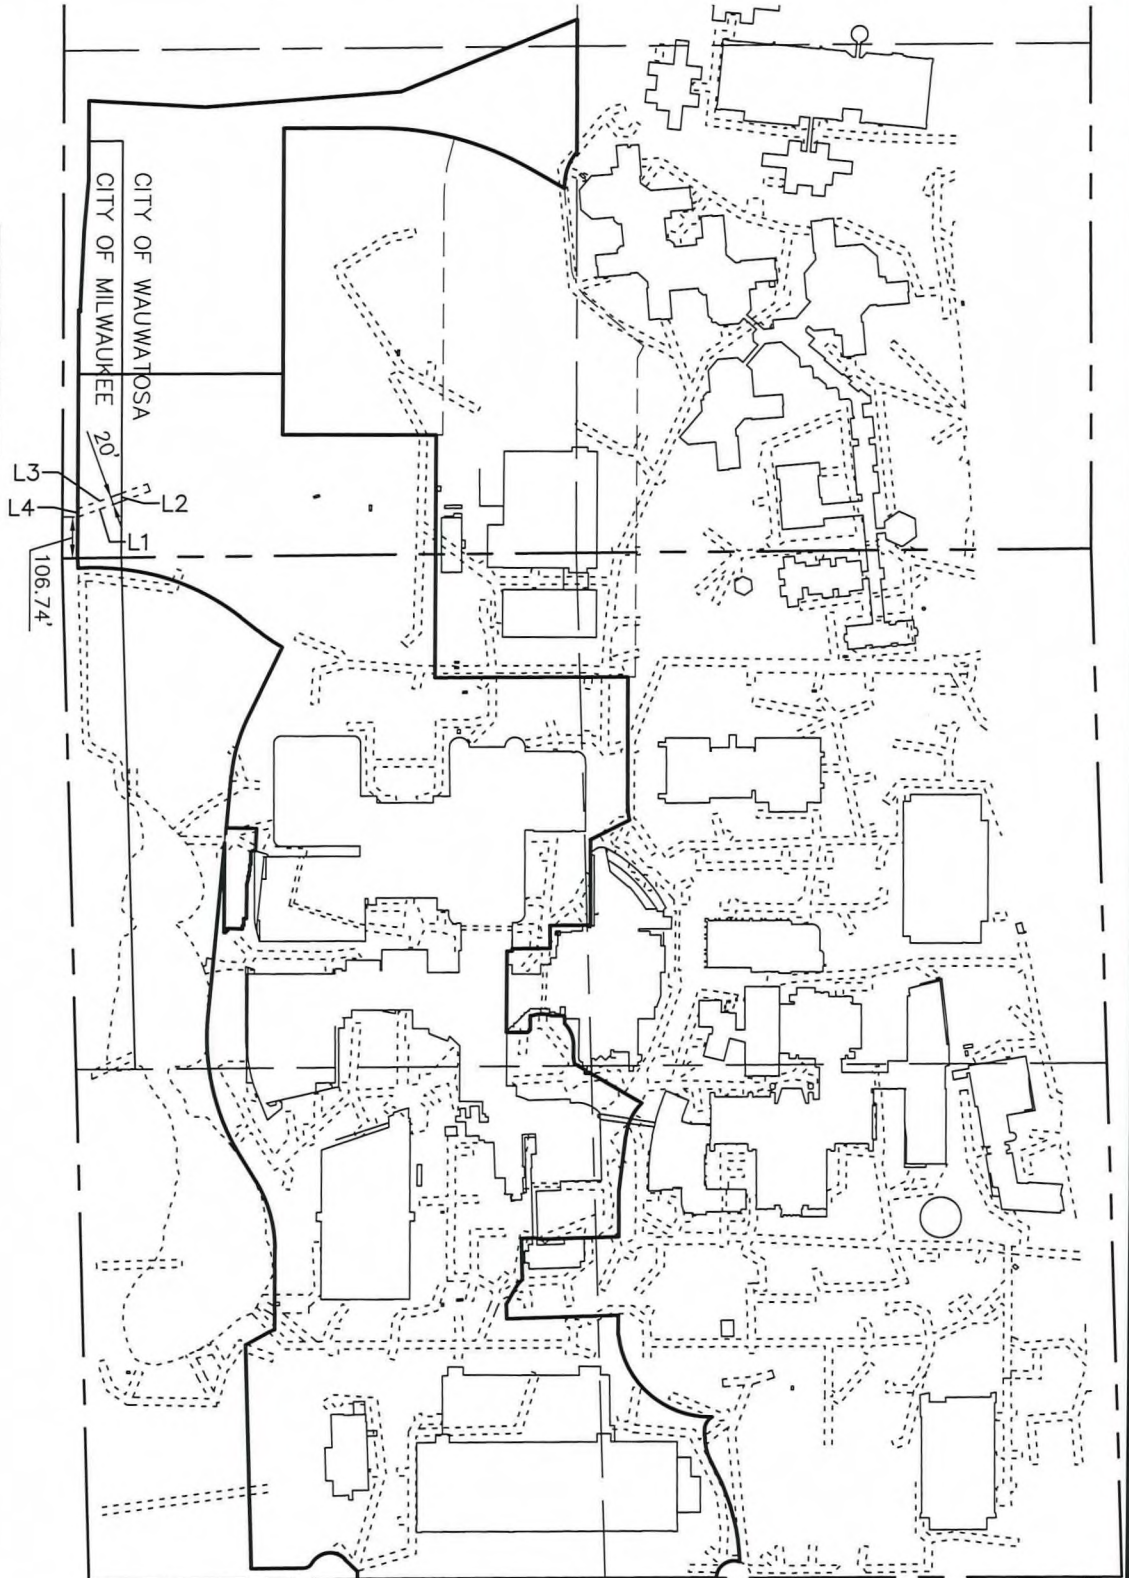 CITY OF WAUWATOSA
CITY OF MILWAUKEE
20'
L3
L4
L2
L1
106.74'